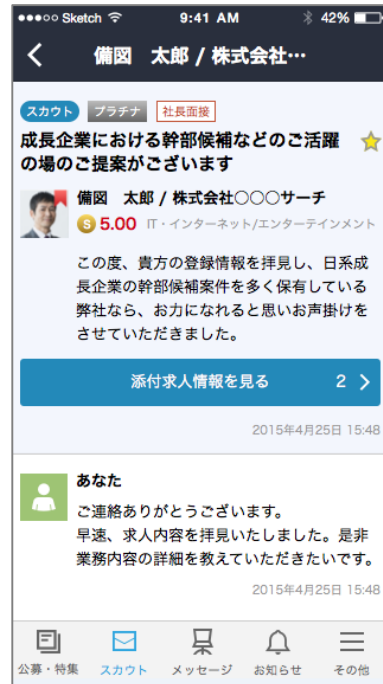 Sketch 9:41 AM 42%
備図 太郎 / 株式会社…
スカウト プラチナ 社長面接
成長企業における幹部候補などのご活躍
の場のご提案がございます
備図 太郎 / 株式会社○○○サーチ
S 5.00 IT・インターネット/エンターテインメント
この度、貴方の登録情報を拝見し、日系成
長企業の幹部候補案件を多く保有している
弊社なら、お力になれると思いお声掛けを
させていただきました。
添付求人情報を見る 2
2015年4月25日 15:48
あなた
ご連絡ありがとうございます。
早速、求人内容を拝見いたしました。是非
業務内容の詳細を教えていただきたいです。
2015年4月25日 15:48
公募・特集 スカウト メッセージ お知らせ その他